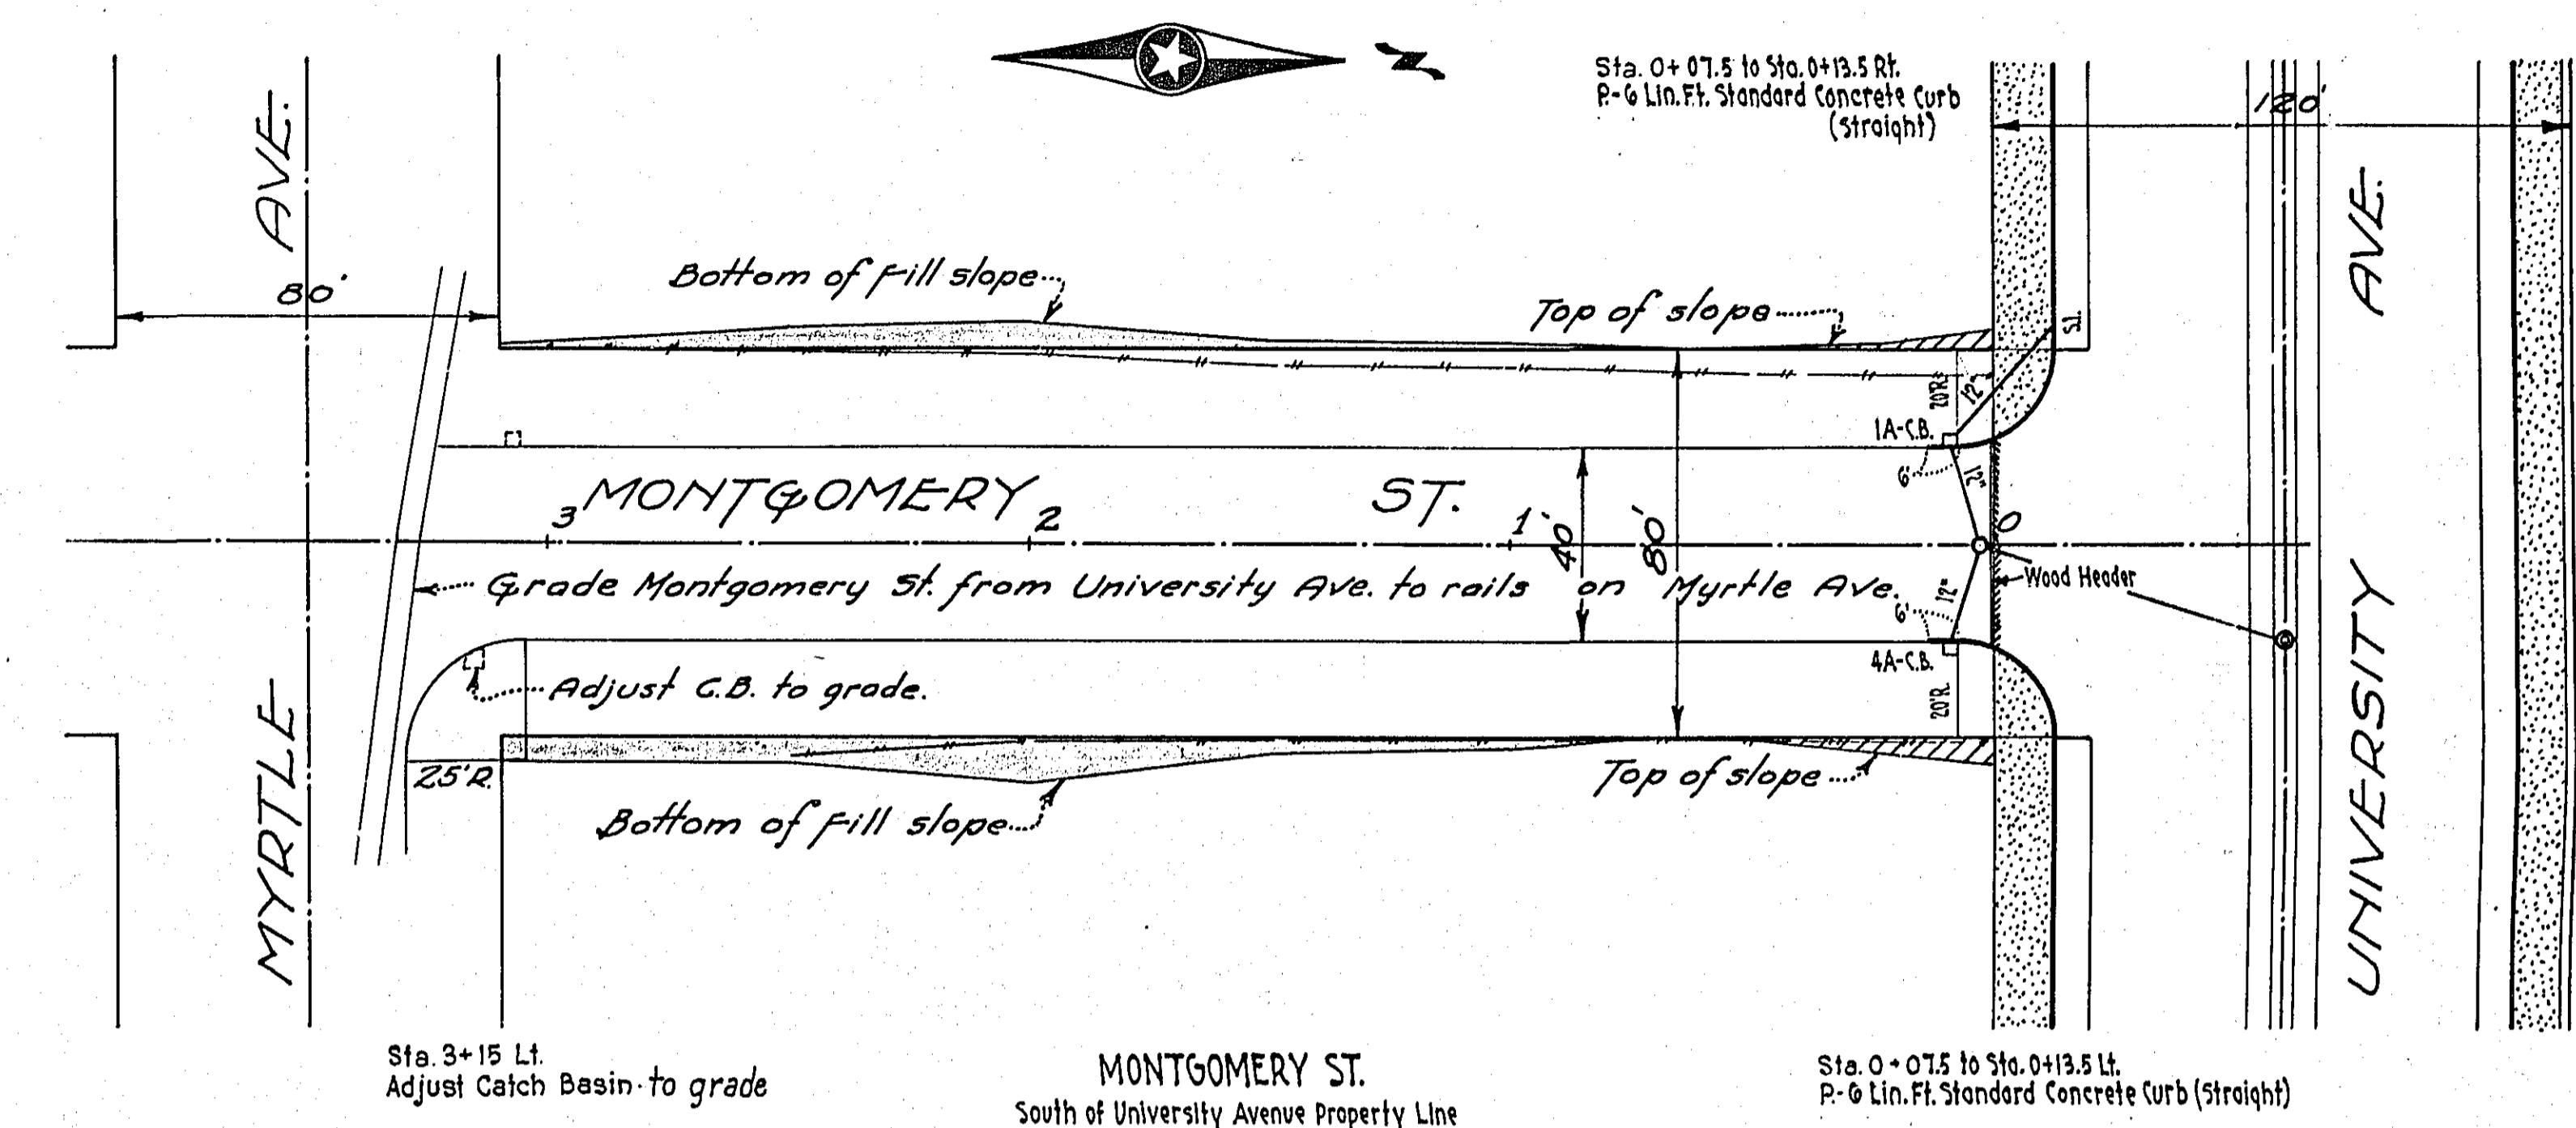 N
Sta. 0+07.5 to Sta. 0+13.5 Rt.
P.-6 Lin. Ft. Standard Concrete Curb
(Straight)
120'
AVE.
AVE.
80'
Bottom of Fill slope
Top of slope
S.I.
20'R.
12"
1A-C.B.
6'
12"
MONTGOMERY ST.
3
2
1
0
40'
80'
Grade Montgomery St. from University Ave. to rails on Myrtle Ave.
Wood Header
12"
6'
4A-C.B.
20'R.
Adjust C.B. to grade.
25'R.
Bottom of Fill slope
Top of slope
MYRTLE
UNIVERSITY
Sta. 3+15 Lt.
Adjust Catch Basin to grade
MONTGOMERY ST.
South of University Avenue Property Line
Sta. 0+07.5 to Sta. 0+13.5 Lt.
P.-6 Lin. Ft. Standard Concrete Curb (Straight)